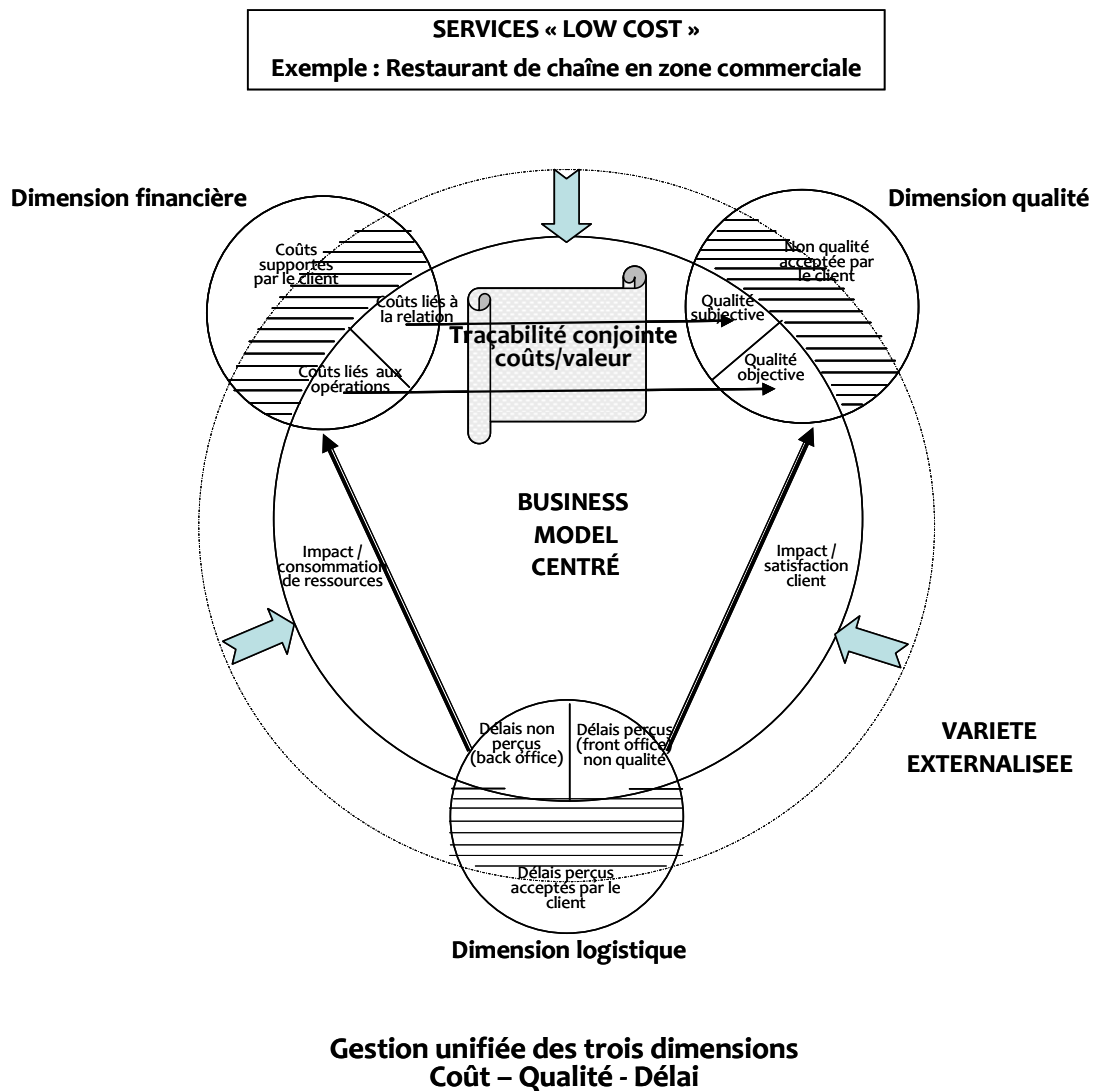 SERVICES « LOW COST »
Exemple : Restaurant de chaîne en zone commerciale
Dimension financière
Dimension qualité
Coûts
supportés
par le client
Non qualité
acceptée par
le client
Coûts liés à
la relation
Qualité
subjective
Traçabilité conjointe
coûts/valeur
Coûts liés aux
opérations
Qualité
objective
BUSINESS
MODEL
CENTRÉ
Impact /
consommation
de ressources
Impact /
satisfaction
client
Délais non
perçus
(back office)
Délais perçus
(front office)
non qualité
VARIETE
EXTERNALISEE
Délais perçus
acceptés par le
client
Dimension logistique
Gestion unifiée des trois dimensions
Coût – Qualité - Délai